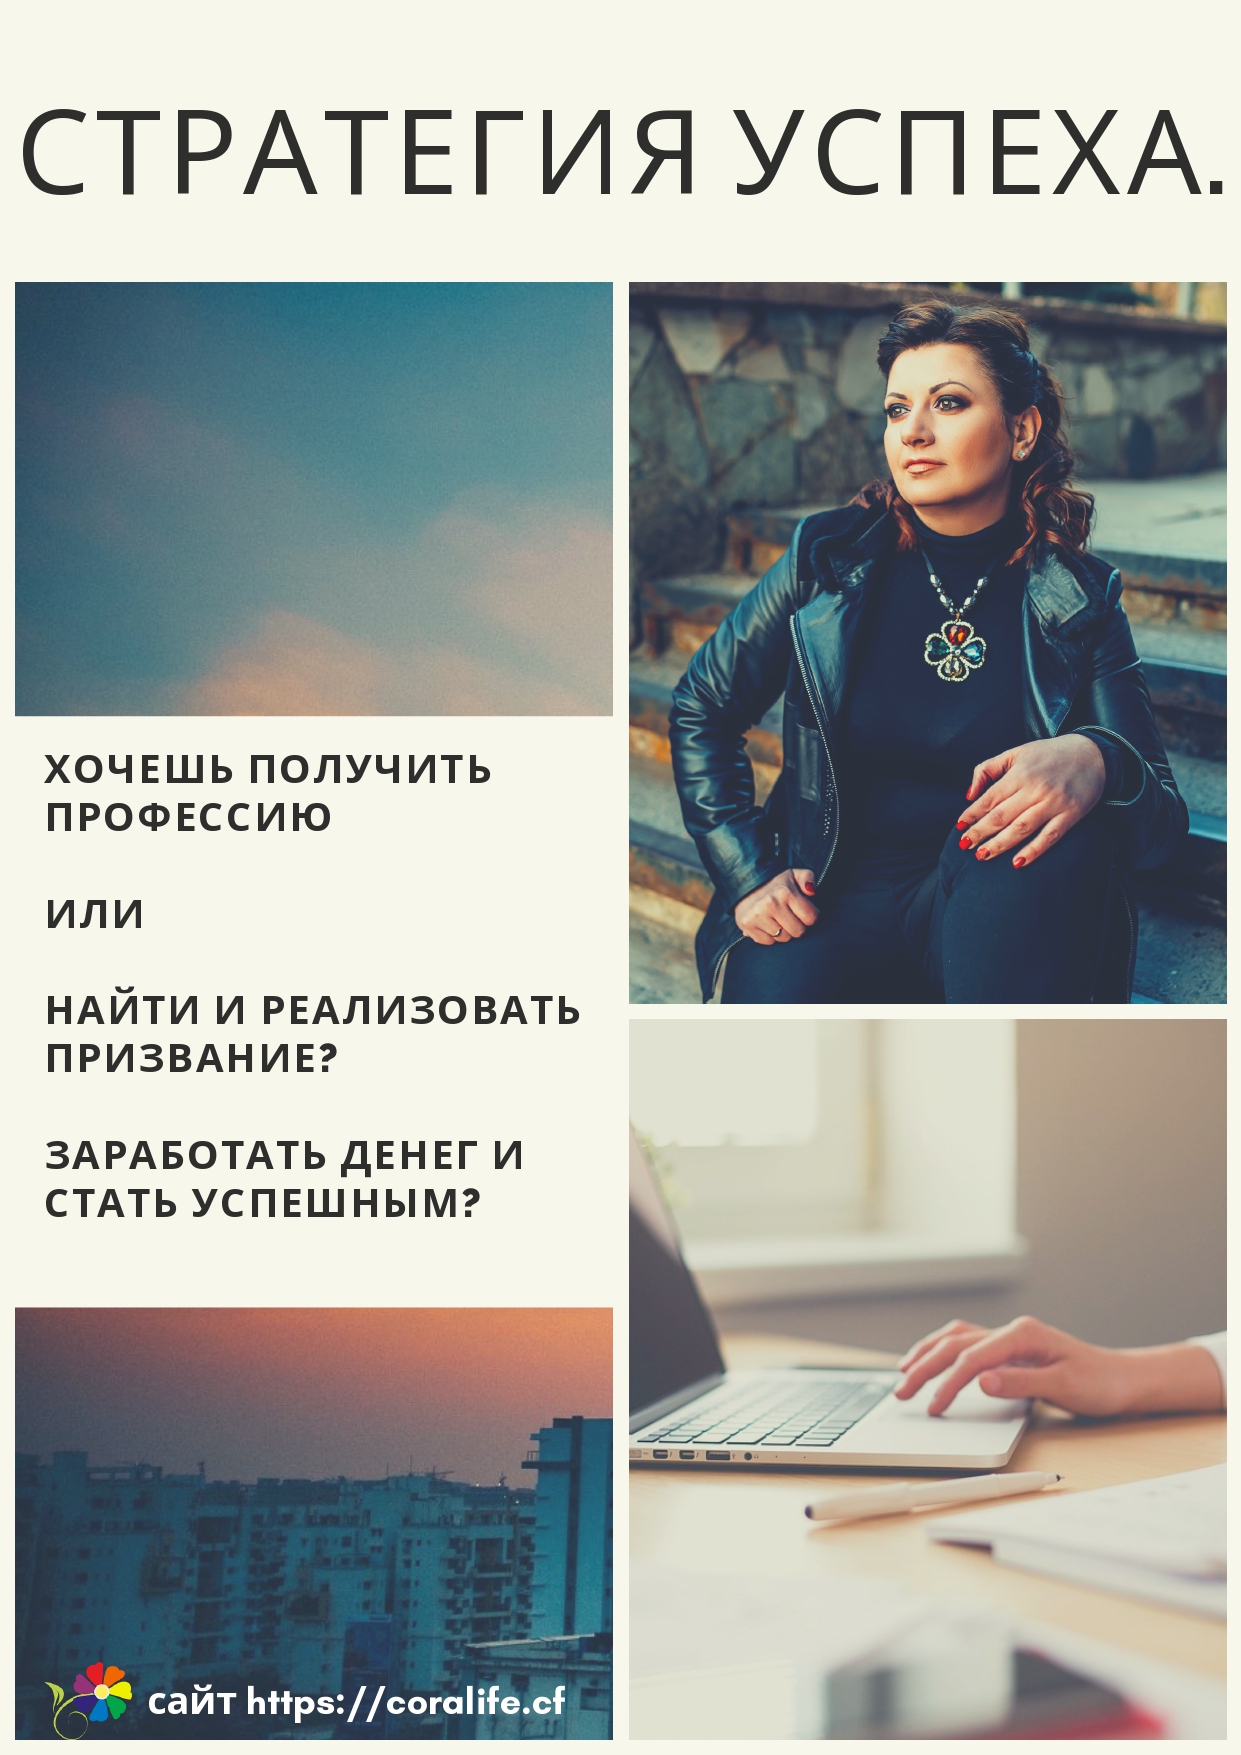 СТРАТЕГИЯ УСПЕХА.
ХОЧЕШЬ ПОЛУЧИТЬ
ПРОФЕССИЮ
ИЛИ
НАЙТИ И РЕАЛИЗОВАТЬ
ПРИЗВАНИЕ?
ЗАРАБОТАТЬ ДЕНЕГ И
СТАТЬ УСПЕШНЫМ?
сайт https://coralife.cf